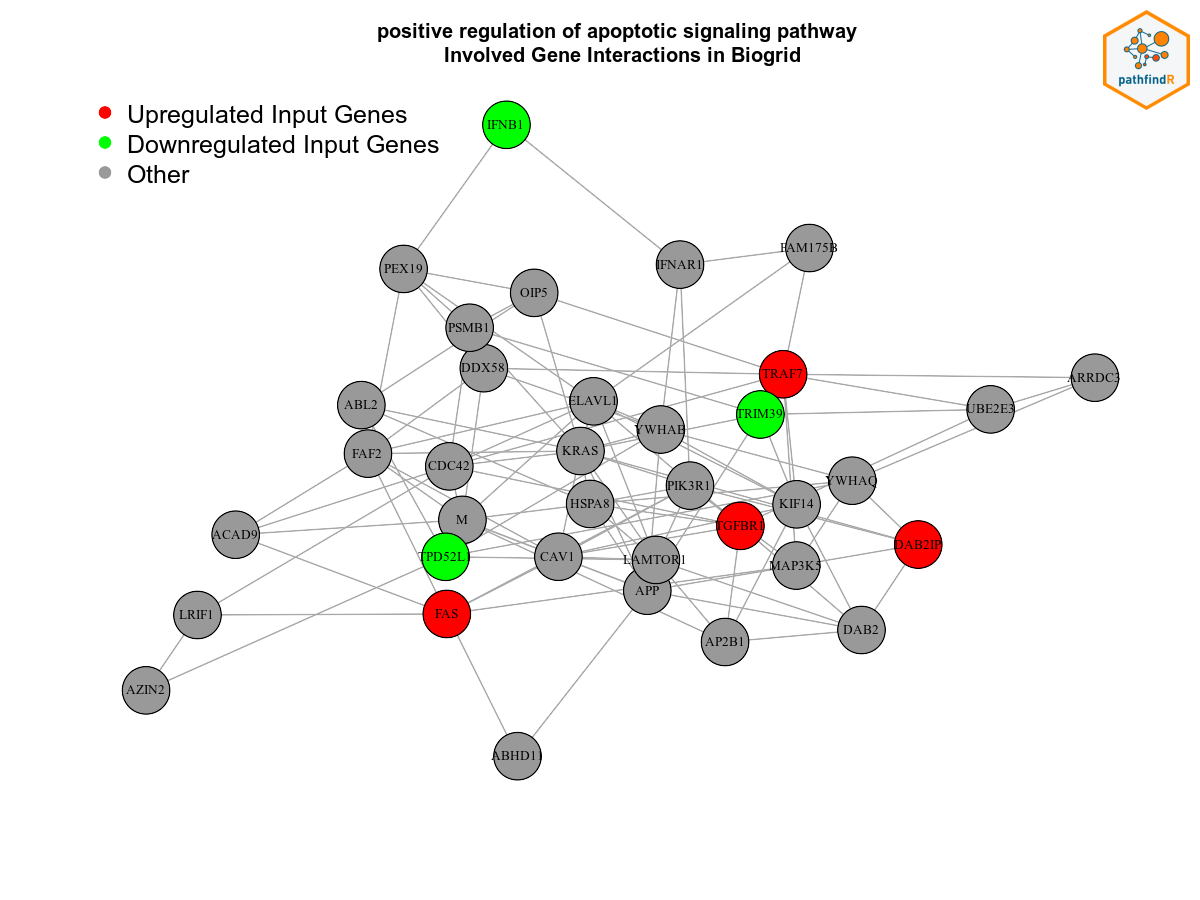 positive regulation of apoptotic signaling pathway
Involved Gene Interactions in Biogrid
pathfindR
Upregulated Input Genes
Downregulated Input Genes
Other
IFNB1
FAM175B
IFNAR1
PEX19
OIP5
PSMB1
DDX58
TRAF7
ARRDC3
ABL2
ELAVL1
UBE2E3
TRIM39
YWHAB
KRAS
FAF2
CDC42
YWHAQ
PIK3R1
HSPA8
KIF14
M
TGFBR1
ACAD9
DAB2IP
TPD52L1
CAV1
LAMTOR1
MAP3K5
APP
FAS
LRIF1
DAB2
AP2B1
AZIN2
ABHD11